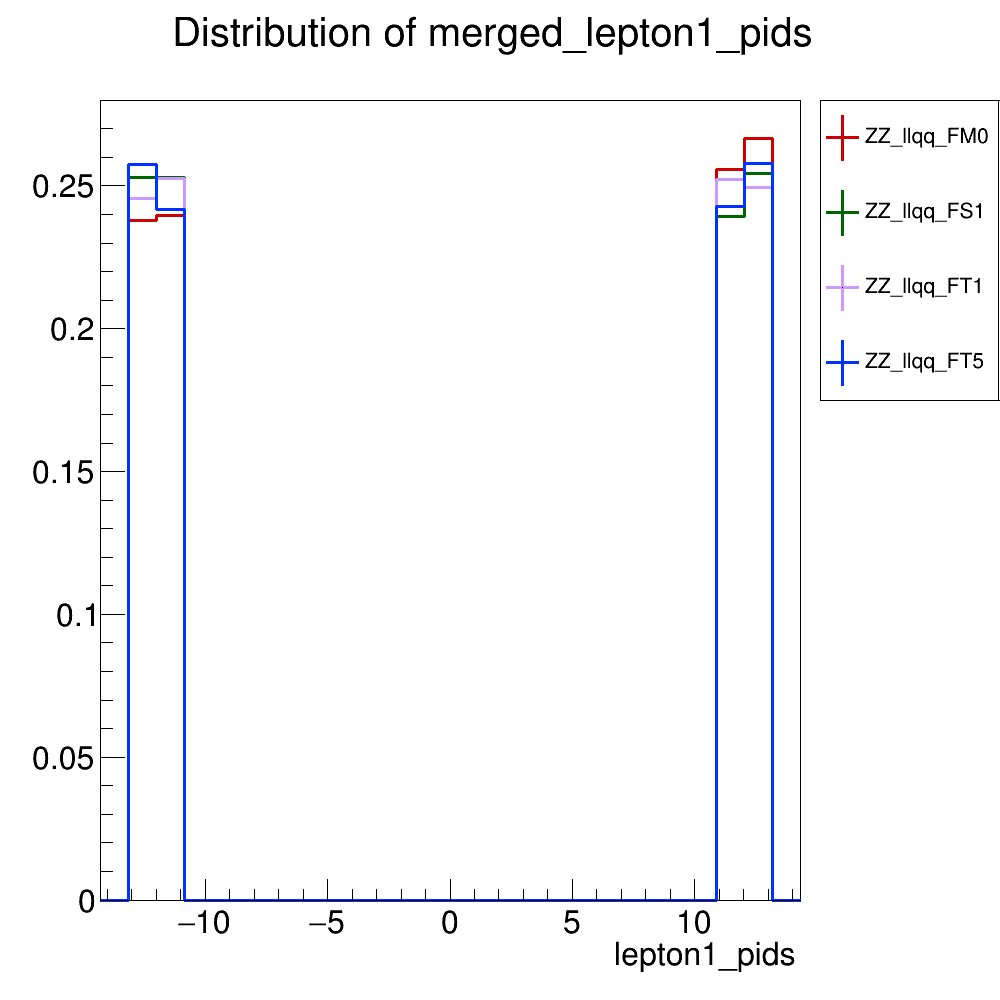 Distribution of merged_lepton1_pids
ZZ_llqq_FM0
ZZ_llqq_FS1
ZZ_llqq_FT1
ZZ_llqq_FT5
0.25
0.2
0.15
0.1
0.05
0
−10 −5 0 5 10
lepton1_pids